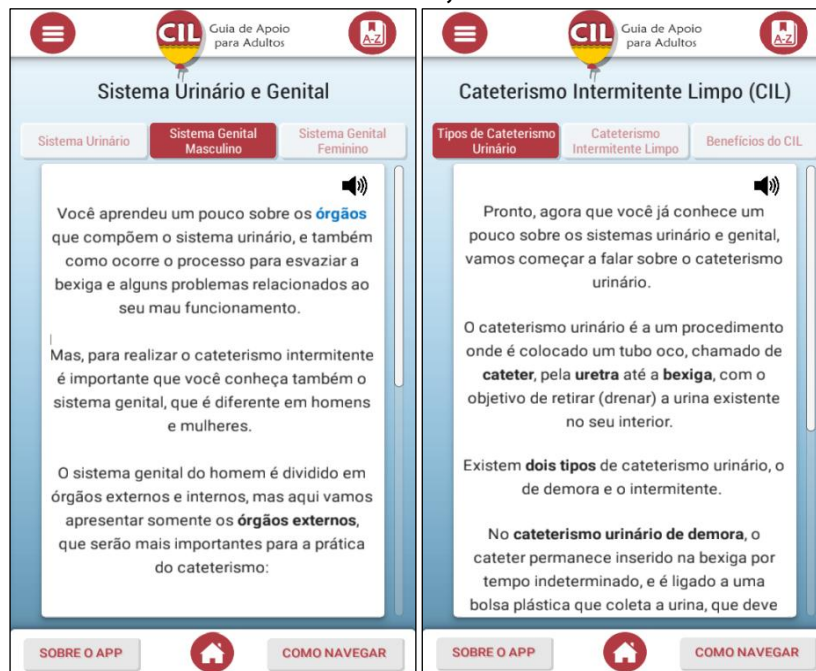 CIL Guia de Apoio
para Adultos
A-Z
Sistema Urinário e Genital
Sistema Urinário
Sistema Genital
Masculino
Sistema Genital
Feminino
Você aprendeu um pouco sobre os órgãos
que compõem o sistema urinário, e também
como ocorre o processo para esvaziar a
bexiga e alguns problemas relacionados ao
seu mau funcionamento.
Mas, para realizar o cateterismo intermitente
é importante que você conheça também o
sistema genital, que é diferente em homens
e mulheres.
O sistema genital do homem é dividido em
órgãos externos e internos, mas aqui vamos
apresentar somente os órgãos externos,
que serão mais importantes para a prática
do cateterismo:
SOBRE O APP
COMO NAVEGAR
CIL Guia de Apoio
para Adultos
A-Z
Cateterismo Intermitente Limpo (CIL)
Tipos de Cateterismo
Urinário
Cateterismo
Intermitente Limpo
Benefícios do CIL
Pronto, agora que você já conhece um
pouco sobre os sistemas urinário e genital,
vamos começar a falar sobre o cateterismo
urinário.
O cateterismo urinário é a um procedimento
onde é colocado um tubo oco, chamado de
cateter, pela uretra até a bexiga, com o
objetivo de retirar (drenar) a urina existente
no seu interior.
Existem dois tipos de cateterismo urinário, o
de demora e o intermitente.
No cateterismo urinário de demora, o
cateter permanece inserido na bexiga por
tempo indeterminado, e é ligado a uma
bolsa plástica que coleta a urina, que deve
SOBRE O APP
COMO NAVEGAR